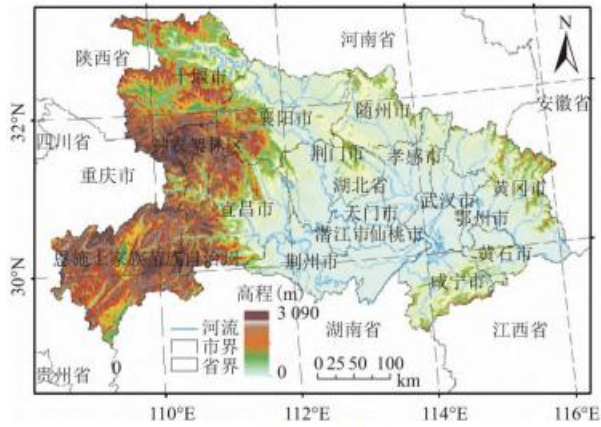 N
陕西省
河南省
安徽省
十堰市
襄阳市
随州市
32°N
四川省
神农架林区
荆门市
孝感市
重庆市
湖北省
武汉市
黄冈市
宜昌市
天门市
鄂州市
潜江市仙桃市
恩施土家族苗族自治州
荆州市
黄石市
30°N
咸宁市
高程(m)
3 090
0
河流
市界
省界
湖南省
江西省
贵州省
0
0 25 50 100
km
110°E
112°E
114°E
116°E